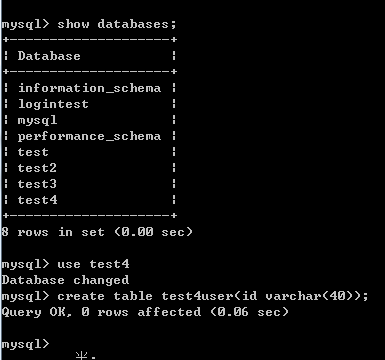 mysql> show databases;
+--------------------+
¦ Database           ¦
+--------------------+
¦ information_schema ¦
¦ logintest          ¦
¦ mysql              ¦
¦ performance_schema ¦
¦ test               ¦
¦ test2              ¦
¦ test3              ¦
¦ test4              ¦
+--------------------+
8 rows in set (0.00 sec)
mysql> use test4
Database changed
mysql> create table test4user(id varchar(40));
Query OK, 0 rows affected (0.06 sec)
mysql>